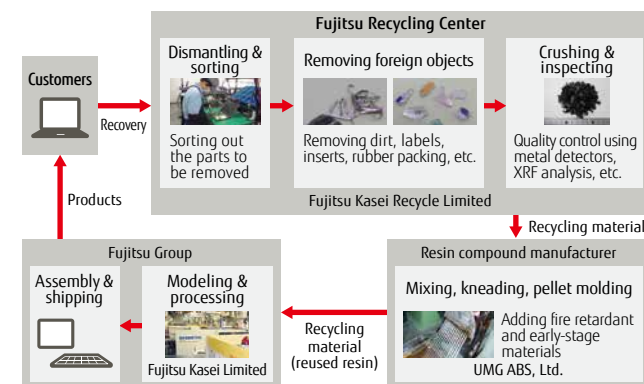 Fujitsu Recycling Center
Customers
Recovery
Dismantling &
sorting
Sorting out
the parts to
be removed
Removing foreign objects
Removing dirt, labels,
inserts, rubber packing, etc.
Crushing &
inspecting
Quality control using
metal detectors,
XRF analysis, etc.
Fujitsu Kasei Recycle Limited
Products
Recycling material
Fujitsu Group
Assembly &
shipping
Modeling &
processing
Fujitsu Kasei Limited
Recycling
material
(reused resin)
Resin compound manufacturer
Mixing, kneading, pellet molding
Adding fire retardant
and early-stage
materials
UMG ABS, Ltd.